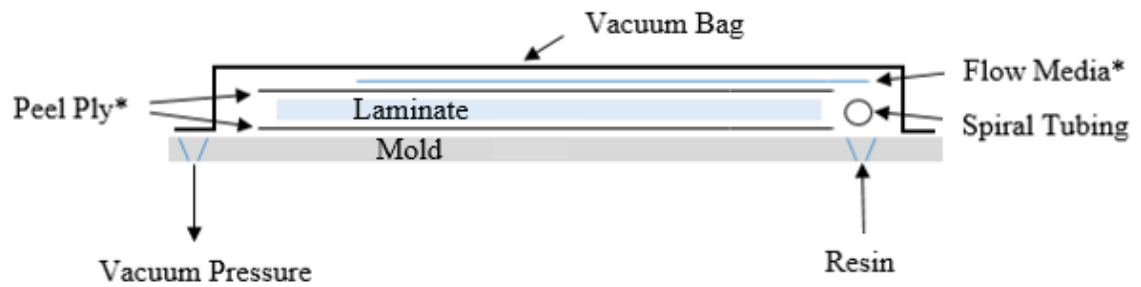 Vacuum Bag
Flow Media*
Peel Ply*
Laminate
Spiral Tubing
Mold
Resin
Vacuum Pressure